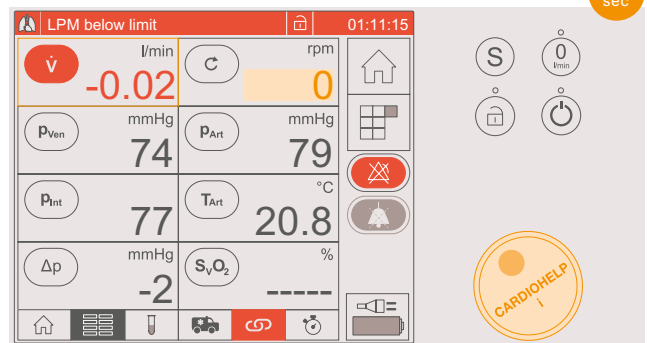 sec
LPM below limit 01:11:15
V̇ l/min -0.02
rpm 0
pVen mmHg 74
pArt mmHg 79
pInt 77
TArt °C 20.8
Δp mmHg -2
SvO2 % -----
S
0 l/min
CARDIOHELP
i